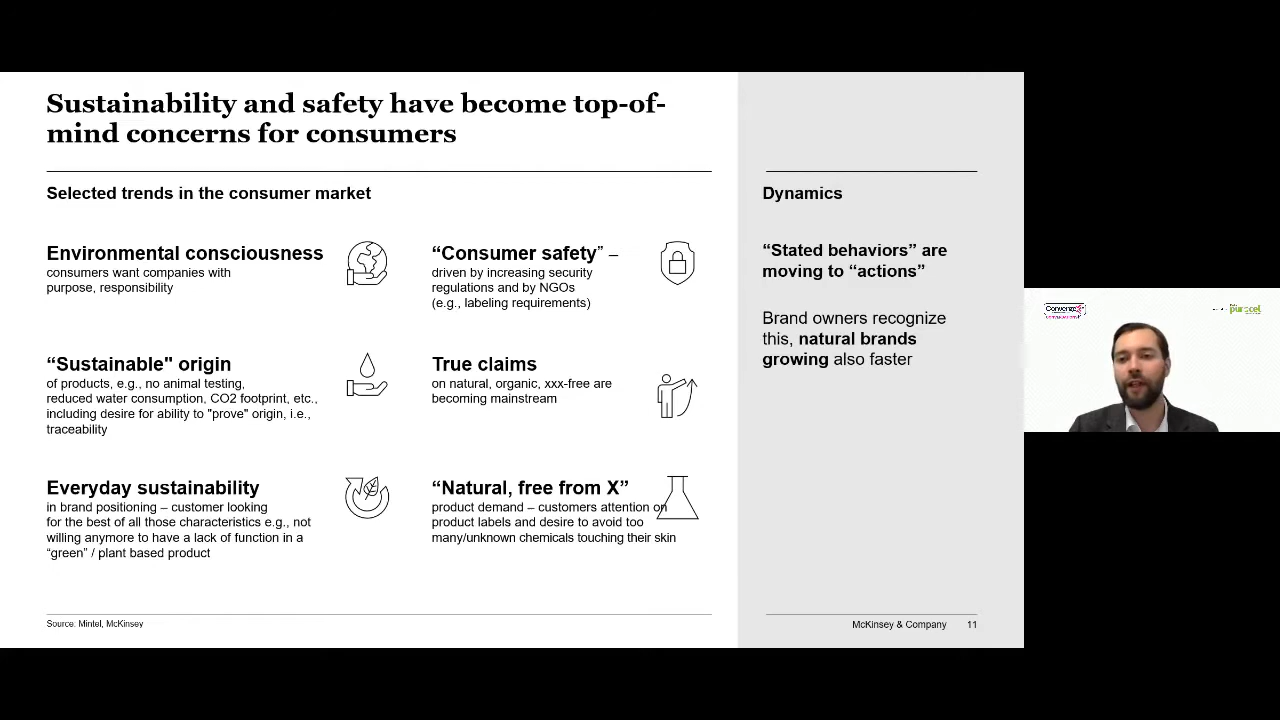 Sustainability and safety have become top-of-
mind concerns for consumers
Selected trends in the consumer market
Environmental consciousness
consumers want companies with
purpose, responsibility
“Consumer safety” –
driven by increasing security
regulations and by NGOs
(e.g., labeling requirements)
“Sustainable" origin
of products, e.g., no animal testing,
reduced water consumption, CO2 footprint, etc.,
including desire for ability to "prove" origin, i.e.,
traceability
True claims
on natural, organic, xxx-free are
becoming mainstream
Everyday sustainability
in brand positioning – customer looking
for the best of all those characteristics e.g., not
willing anymore to have a lack of function in a
“green” / plant based product
“Natural, free from X”
product demand – customers attention on
product labels and desire to avoid too
many/unknown chemicals touching their skin
Source: Mintel, McKinsey
Dynamics
“Stated behaviors” are
moving to “actions”
Brand owners recognize
this, natural brands
growing also faster
McKinsey & Company 11
purocel